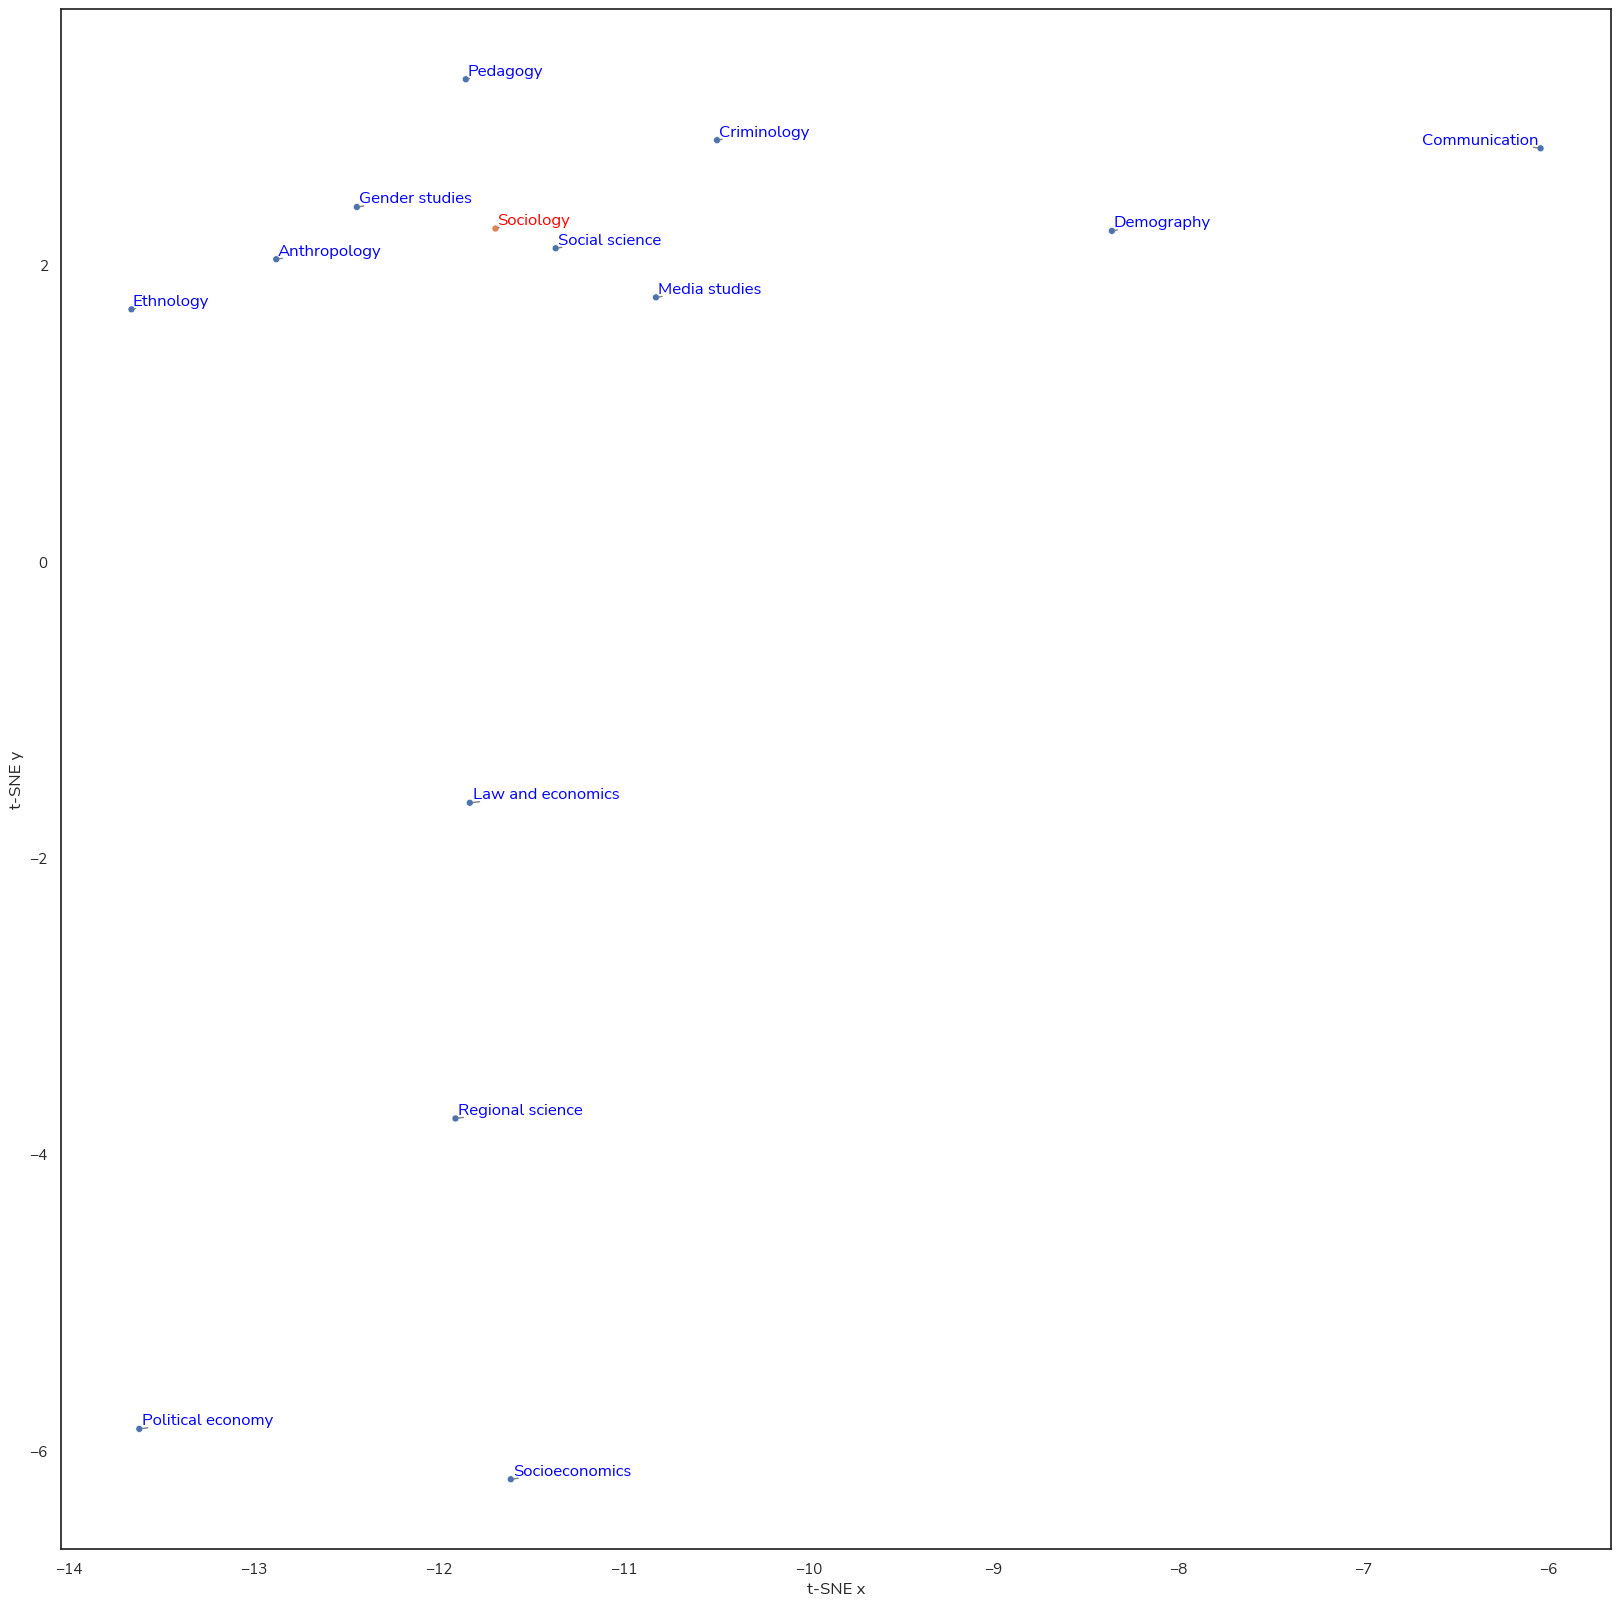 Pedagogy
Criminology
Communication
Gender studies
Sociology
Demography
Social science
Anthropology
2
Media studies
Ethnology
0
t-SNE y
Law and economics
−2
Regional science
−4
Political economy
−6
Socioeconomics
−14 −13 −12 −11 −10 −9 −8 −7 −6
t-SNE x